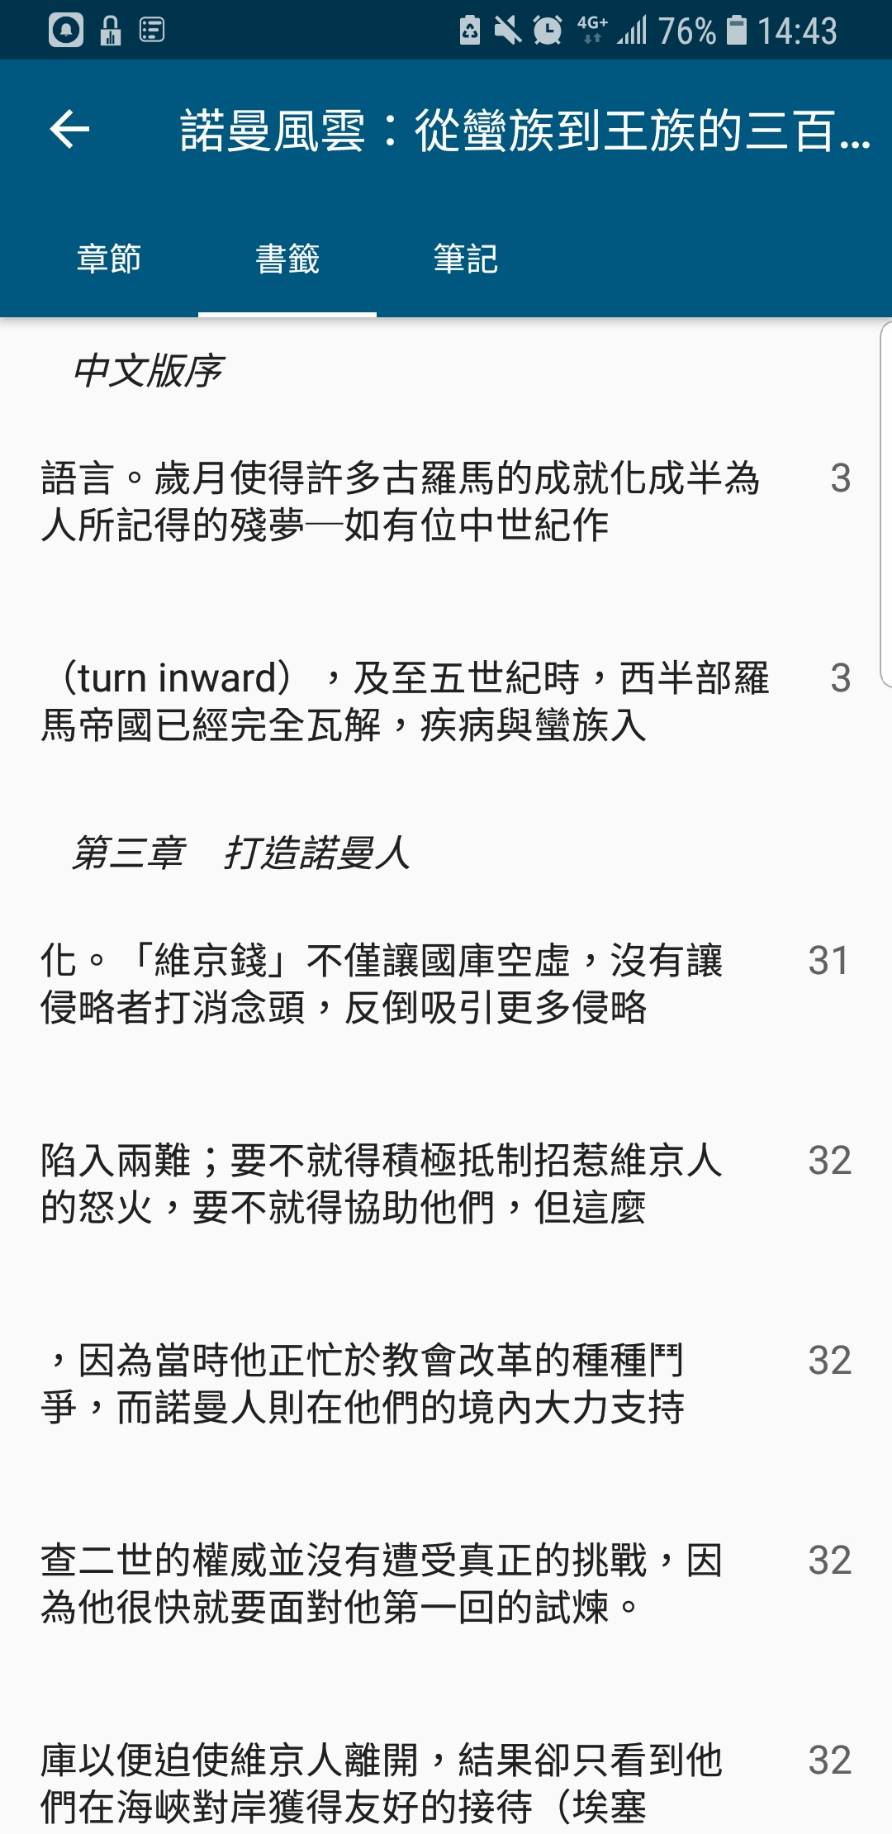 4G+ 76% 14:43
諾曼風雲：從蠻族到王族的三百...
章節 書籤 筆記
中文版序
語言。歲月使得許多古羅馬的成就化成半為 3
人所記得的殘夢─如有位中世紀作
（turn inward），及至五世紀時，西半部羅 3
馬帝國已經完全瓦解，疾病與蠻族入
第三章　打造諾曼人
化。「維京錢」不僅讓國庫空虛，沒有讓 31
侵略者打消念頭，反倒吸引更多侵略
陷入兩難；要不就得積極抵制招惹維京人 32
的怒火，要不就得協助他們，但這麼
，因為當時他正忙於教會改革的種種鬥 32
爭，而諾曼人則在他們的境內大力支持
查二世的權威並沒有遭受真正的挑戰，因 32
為他很快就要面對他第一回的試煉。
庫以便迫使維京人離開，結果卻只看到他 32
們在海峽對岸獲得友好的接待（埃塞